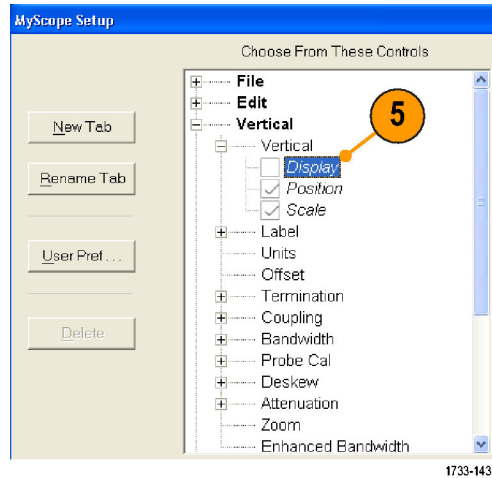 MyScope Setup
Choose From These Controls
New Tab
Rename Tab
User Pref . . .
Delete
File
Edit
Vertical
Vertical
Display
5
Position
Scale
Label
Units
Offset
Termination
Coupling
Bandwidth
Probe Cal
Deskew
Attenuation
Zoom
Enhanced Bandwidth
1733-143